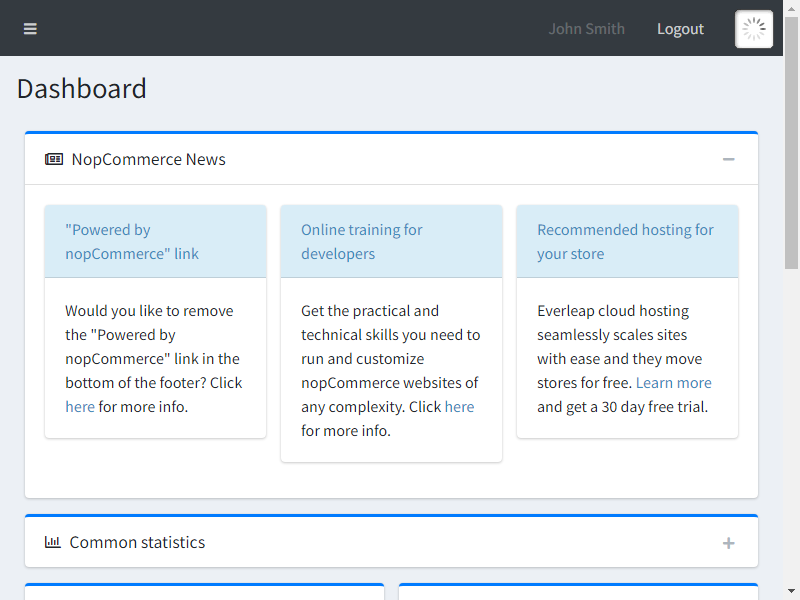 John Smith
Logout
Dashboard
NopCommerce News
"Powered by
nopCommerce" link
Would you like to remove
the "Powered by
nopCommerce" link in the
bottom of the footer? Click
here for more info.
Online training for
developers
Get the practical and
technical skills you need to
run and customize
nopCommerce websites of
any complexity. Click here
for more info.
Recommended hosting for
your store
Everleap cloud hosting
seamlessly scales sites
with ease and they move
stores for free. Learn more
and get a 30 day free trial.
Common statistics